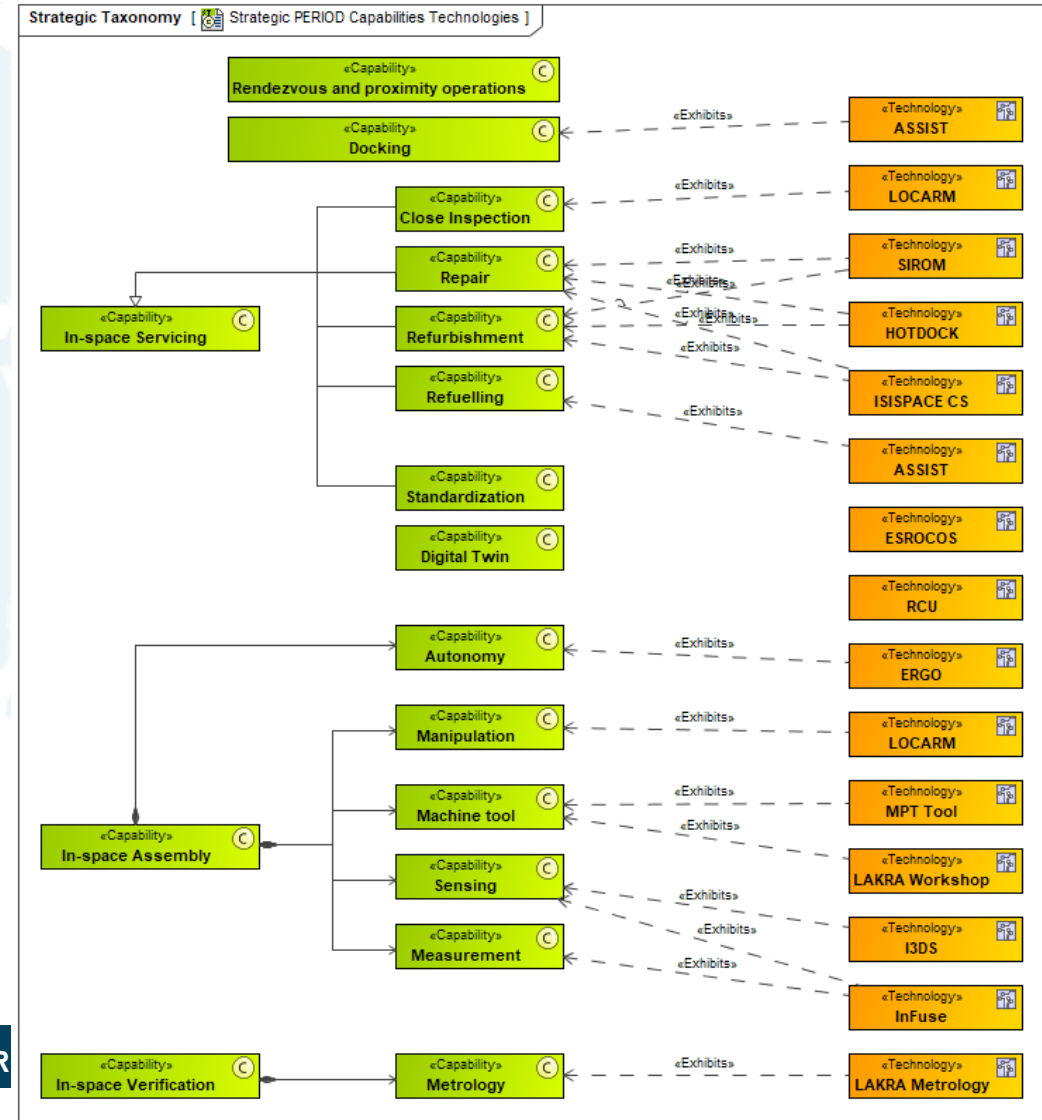 Strategic Taxonomy [ Strategic PERIOD Capabilities Technologies ]
«Capability»
Rendezvous and proximity operations
C
«Capability»
Docking
C
«Exhibits»
«Technology»
ASSIST
«Capability»
Close Inspection
C
«Exhibits»
«Technology»
LOCARM
«Capability»
Repair
C
«Exhibits»
«Technology»
SIROM
«Exhibits»
«Exhibits»
«Capability»
In-space Servicing
C
«Capability»
Refurbishment
C
«Exhibits»
«Exhibits»
«Technology»
HOTDOCK
«Exhibits»
«Capability»
Refuelling
C
«Technology»
ISISPACE CS
«Exhibits»
«Technology»
ASSIST
«Capability»
Standardization
C
«Technology»
ESROCOS
«Capability»
Digital Twin
C
«Technology»
RCU
«Capability»
Autonomy
C
«Exhibits»
«Technology»
ERGO
«Capability»
Manipulation
C
«Exhibits»
«Technology»
LOCARM
«Capability»
Machine tool
C
«Exhibits»
«Technology»
MPT Tool
«Exhibits»
«Capability»
In-space Assembly
C
«Capability»
Sensing
C
«Technology»
LAKRA Workshop
«Exhibits»
«Exhibits»
«Technology»
I3DS
«Capability»
Measurement
C
«Exhibits»
«Technology»
InFuse
R
«Capability»
In-space Verification
C
«Capability»
Metrology
C
«Exhibits»
«Technology»
LAKRA Metrology